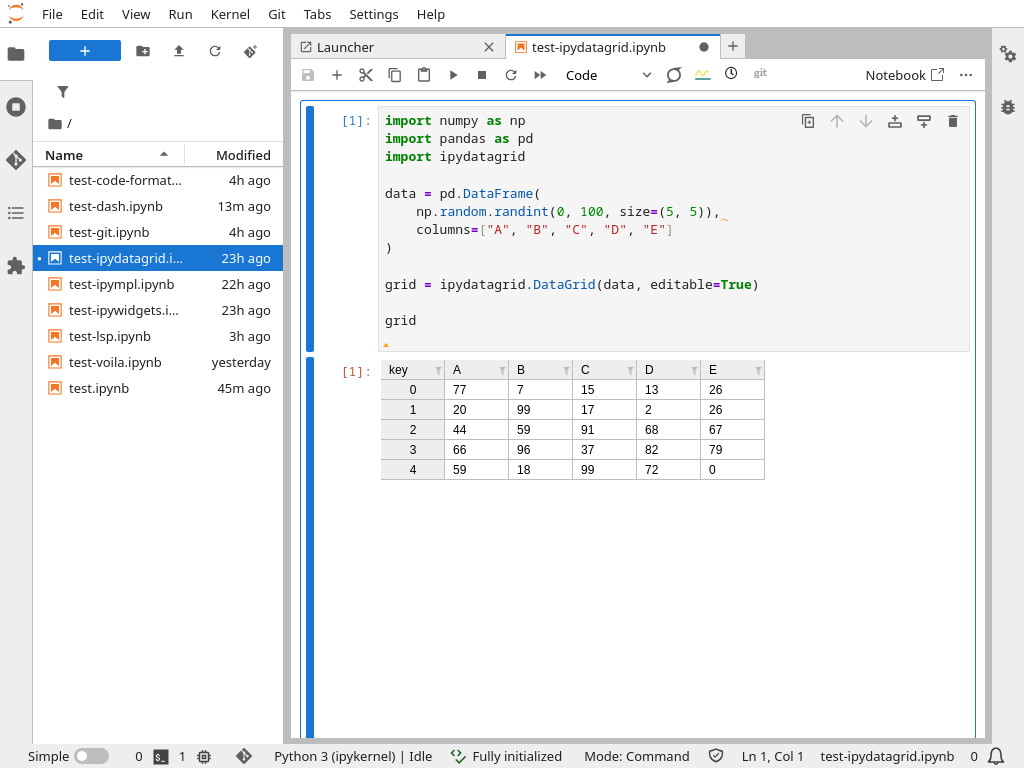 File Edit View Run Kernel Git Tabs Settings Help
Launcher
test-ipydatagrid.ipynb
Code
git
Notebook
/
Name Modified
test-code-format... 4h ago
test-dash.ipynb 13m ago
test-git.ipynb 4h ago
test-ipydatagrid.i... 23h ago
test-ipympl.ipynb 22h ago
test-ipywidgets.i... 23h ago
test-lsp.ipynb 3h ago
test-voila.ipynb yesterday
test.ipynb 45m ago
[1]:
import numpy as np
import pandas as pd
import ipydatagrid
data = pd.DataFrame(
    np.random.randint(0, 100, size=(5, 5)),
    columns=["A", "B", "C", "D", "E"]
)
grid = ipydatagrid.DataGrid(data, editable=True)
grid
[1]:
key A B C D E
0 77 7 15 13 26
1 20 99 17 2 26
2 44 59 91 68 67
3 66 96 37 82 79
4 59 18 99 72 0
Simple 0 1 Python 3 (ipykernel) | Idle Fully initialized Mode: Command Ln 1, Col 1 test-ipydatagrid.ipynb 0